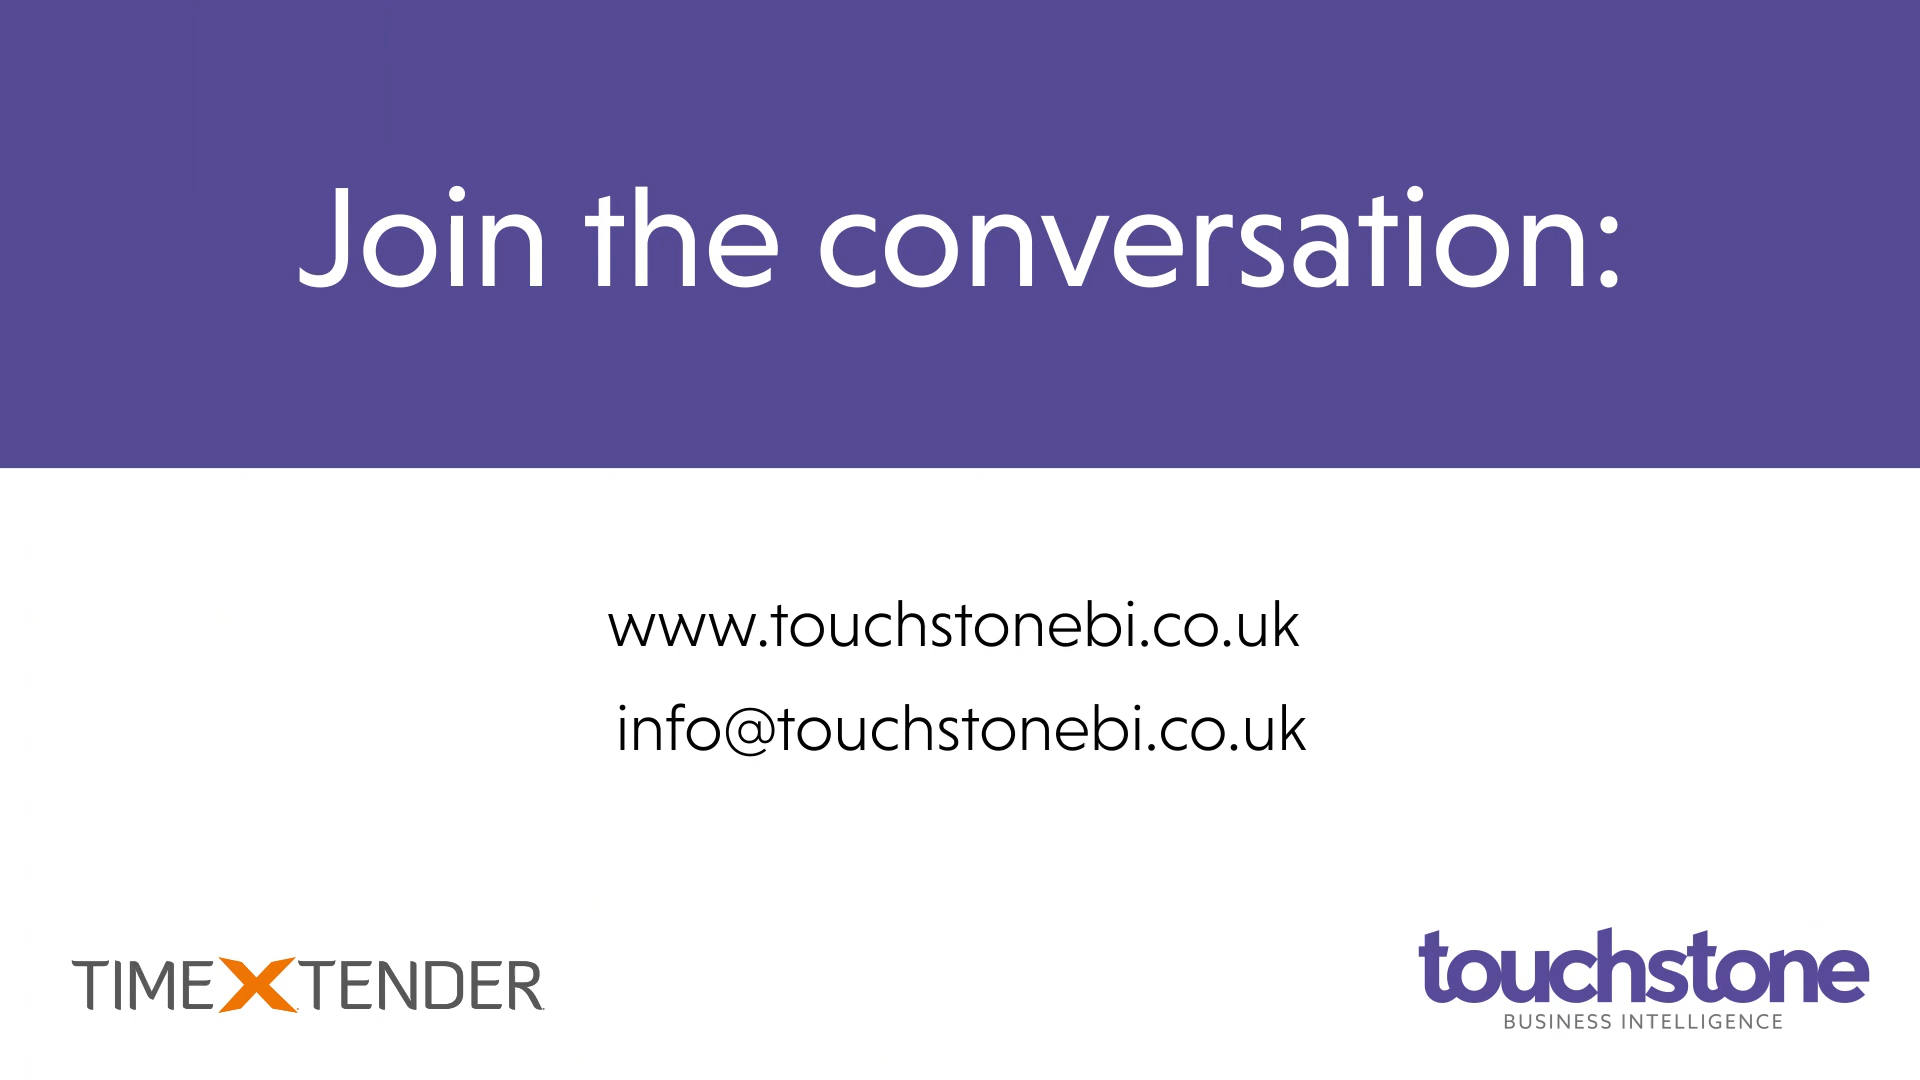 Join the conversation:
www.touchstonebi.co.uk
info@touchstonebi.co.uk
TIMEXTENDER
touchstone
BUSINESS INTELLIGENCE